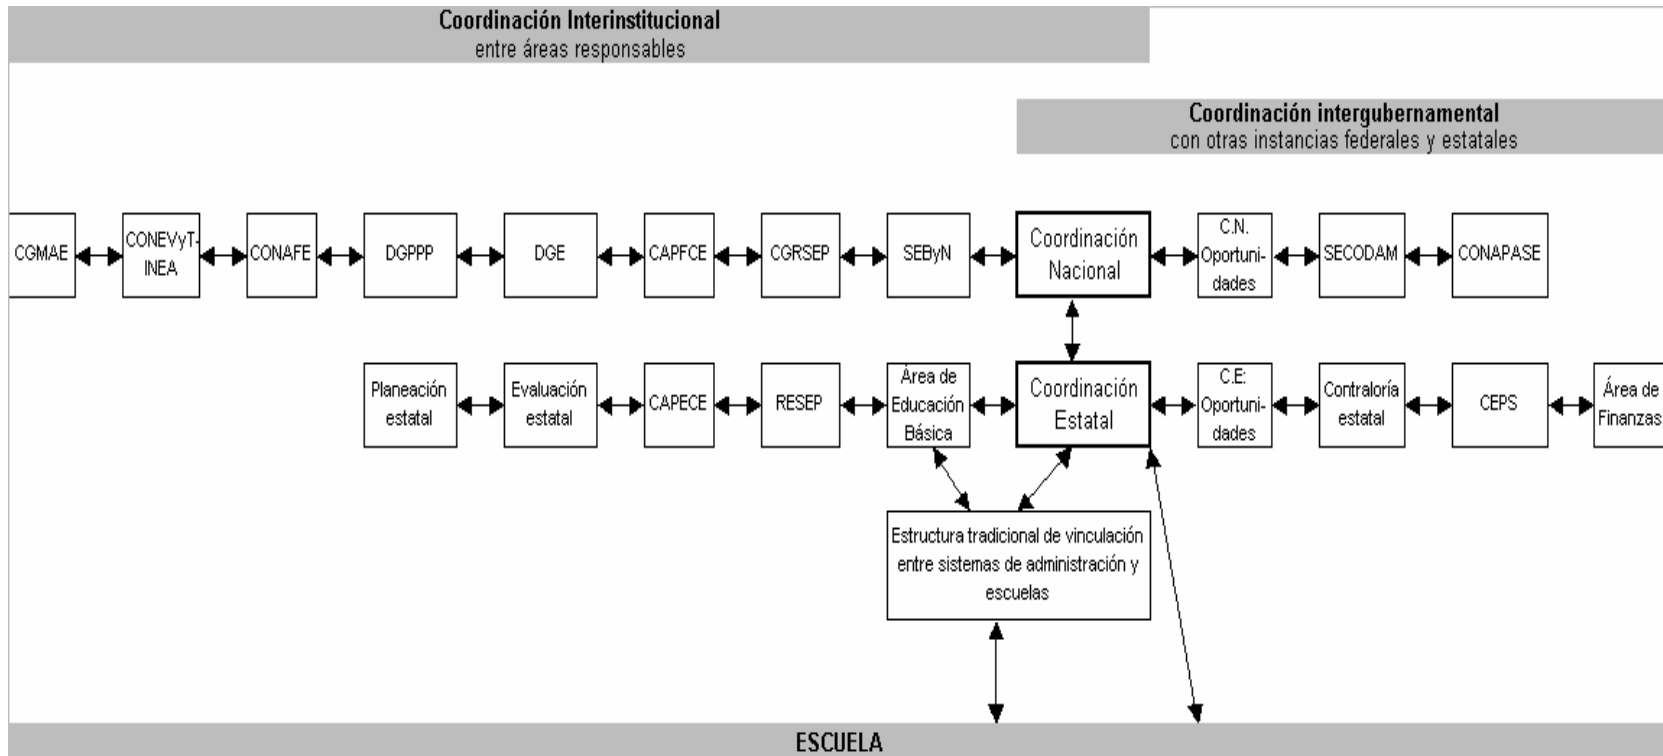 Coordinación Interinstitucional
entre áreas responsables
Coordinación intergubernamental
con otras instancias federales y estatales
CGMAE
CONEVyT-
INEA
CONAFE
DGPPP
DGE
CAPFCE
CGRSEP
SEByN
Coordinación
Nacional
C.N.
Oportuni-
dades
SECODAM
CONAPASE
Planeación
estatal
Evaluación
estatal
CAPECE
RESEP
Área de
Educación
Básica
Coordinación
Estatal
C.E:
Oportuni-
dades
Contraloría
estatal
CEPS
Área de
Finanzas
Estructura tradicional de vinculación
entre sistemas de administración y
escuelas
ESCUELA